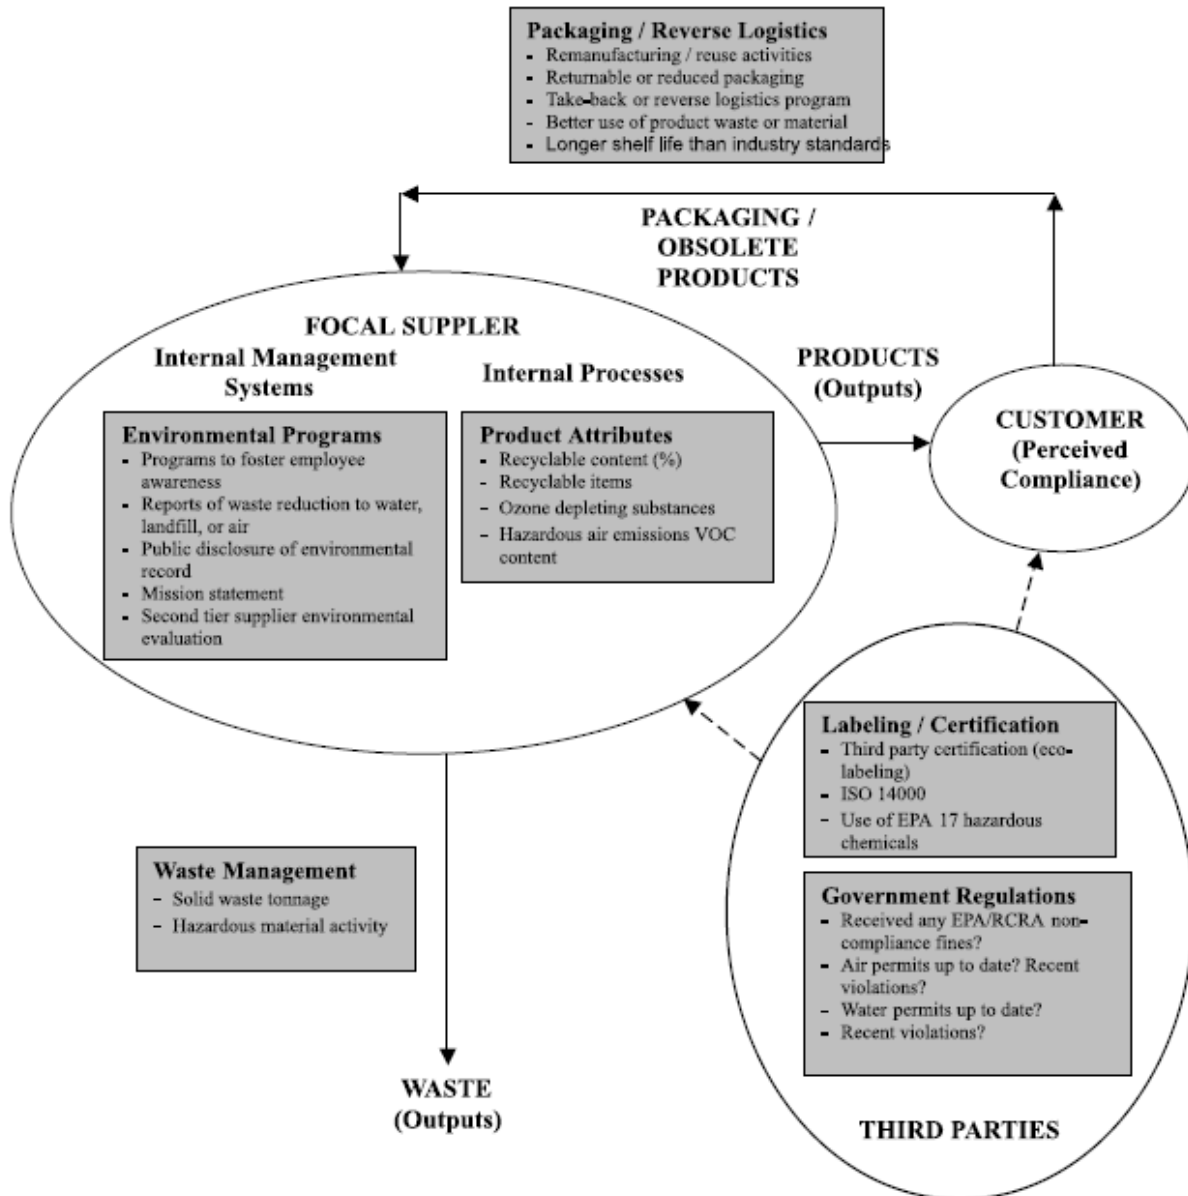 Packaging / Reverse Logistics
- Remanufacturing / reuse activities
- Returnable or reduced packaging
- Take-back or reverse logistics program
- Better use of product waste or material
- Longer shelf life than industry standards
PACKAGING /
OBSOLETE
PRODUCTS
FOCAL SUPPLER
Internal Management
Systems
Internal Processes
Environmental Programs
- Programs to foster employee
awareness
- Reports of waste reduction to water,
landfill, or air
- Public disclosure of environmental
record
- Mission statement
- Second tier supplier environmental
evaluation
Product Attributes
- Recyclable content (%)
- Recyclable items
- Ozone depleting substances
- Hazardous air emissions VOC
content
PRODUCTS
(Outputs)
CUSTOMER
(Perceived
Compliance)
Labeling / Certification
- Third party certification (eco-
labeling)
- ISO 14000
- Use of EPA 17 hazardous
chemicals
Government Regulations
- Received any EPA/RCRA non-
compliance fines?
- Air permits up to date? Recent
violations?
- Water permits up to date?
- Recent violations?
THIRD PARTIES
Waste Management
- Solid waste tonnage
- Hazardous material activity
WASTE
(Outputs)